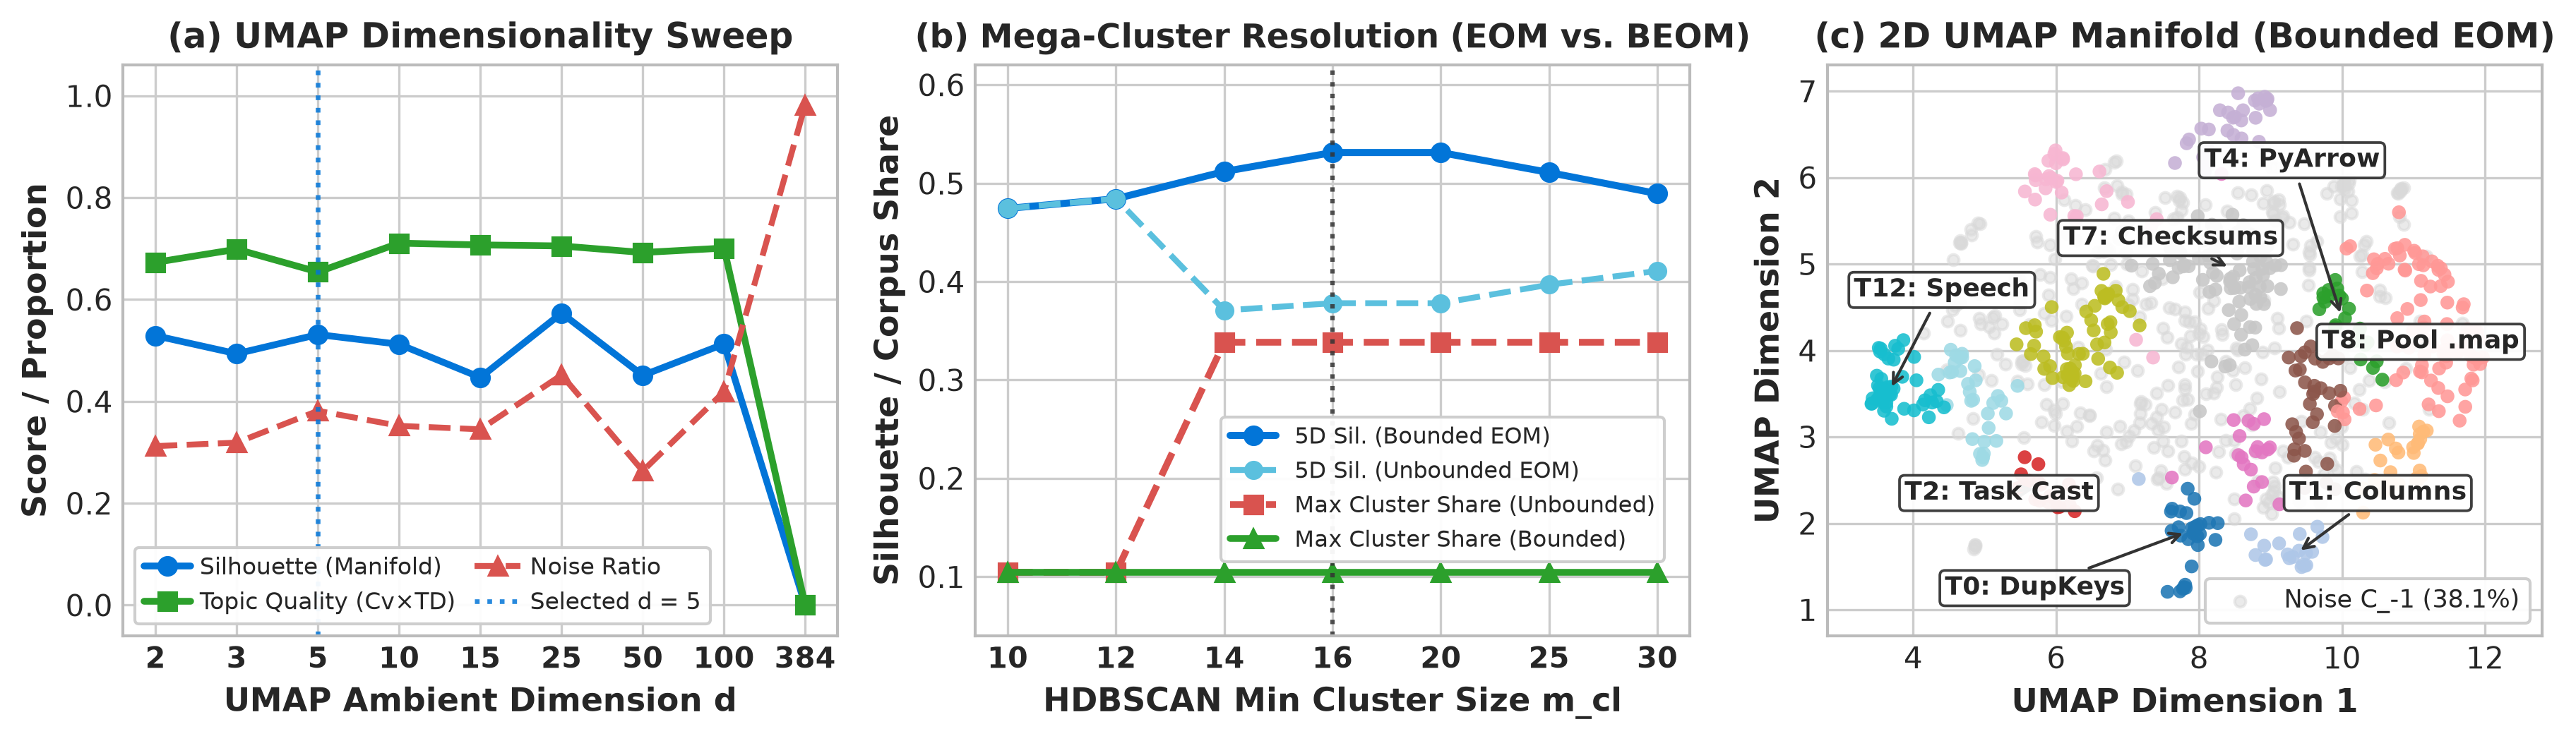 (a) UMAP Dimensionality Sweep
Score / Proportion
1.0
0.8
0.6
0.4
0.2
0.0
Silhouette (Manifold)
Topic Quality (Cv×TD)
Noise Ratio
Selected d = 5
2 3 5 10 15 25 50 100 384
UMAP Ambient Dimension d
(b) Mega-Cluster Resolution (EOM vs. BEOM)
Silhouette / Corpus Share
0.6
0.5
0.4
0.3
0.2
0.1
5D Sil. (Bounded EOM)
5D Sil. (Unbounded EOM)
Max Cluster Share (Unbounded)
Max Cluster Share (Bounded)
10 12 14 16 20 25 30
HDBSCAN Min Cluster Size m_cl
(c) 2D UMAP Manifold (Bounded EOM)
UMAP Dimension 2
7
6
5
4
3
2
1
T4: PyArrow
T7: Checksums
T12: Speech
T8: Pool .map
T2: Task Cast
T1: Columns
T0: DupKeys
Noise C_-1 (38.1%)
4 6 8 10 12
UMAP Dimension 1